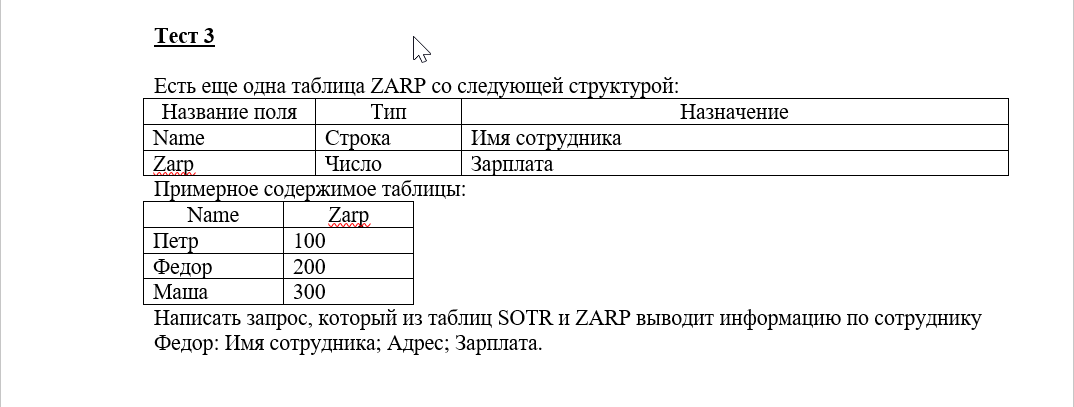 Тест 3
Есть еще одна таблица ZARP со следующей структурой:
Название поля Тип Назначение
Name Строка Имя сотрудника
Zarp Число Зарплата
Примерное содержимое таблицы:
Name Zarp
Петр 100
Федор 200
Маша 300
Написать запрос, который из таблиц SOTR и ZARP выводит информацию по сотруднику
Федор: Имя сотрудника; Адрес; Зарплата.